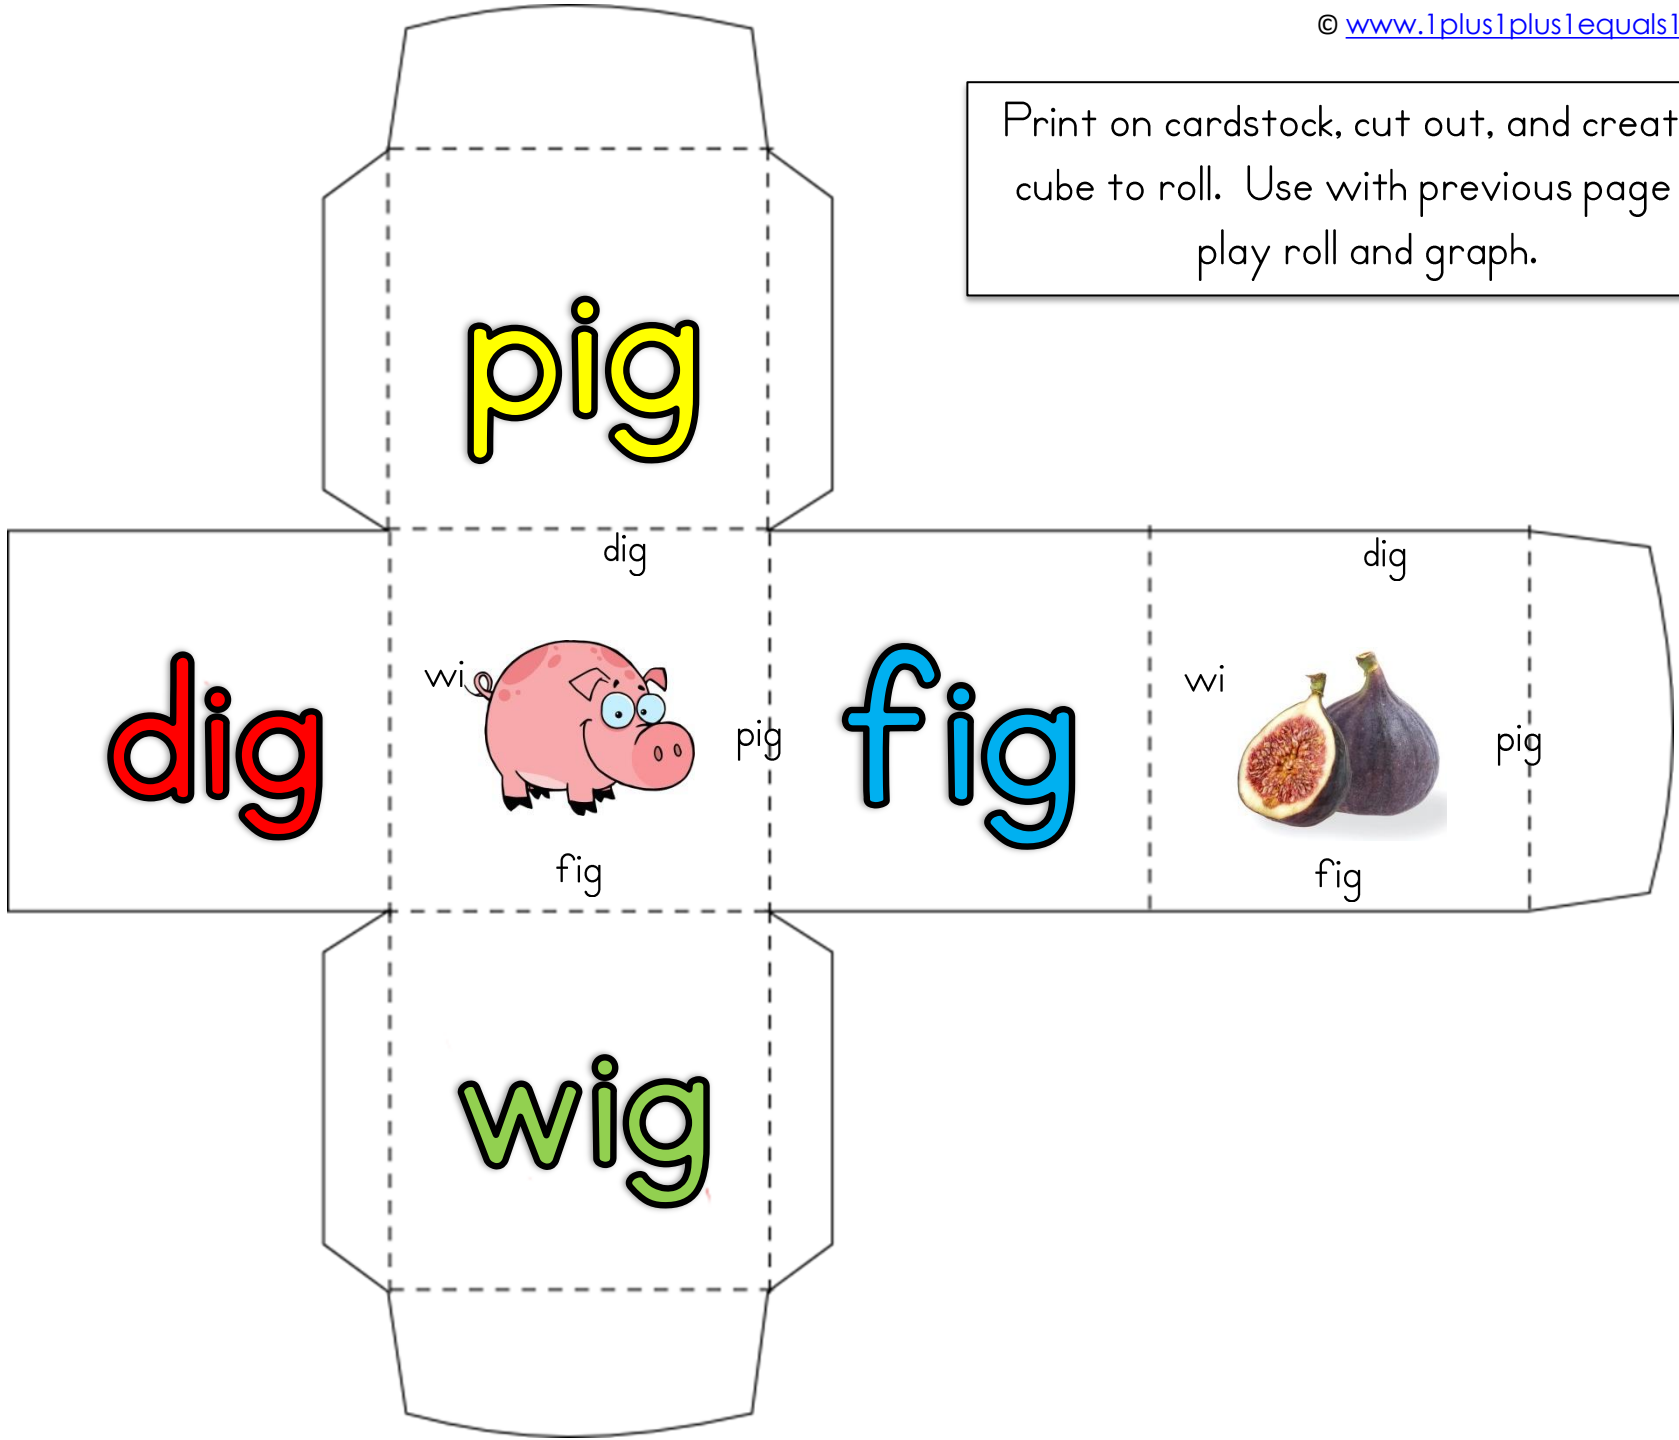 © www.1plus1plus1equals1
Print on cardstock, cut out, and creat
cube to roll. Use with previous page
play roll and graph.
pig
dig
dig
dig
wi
fig
wi
pig
pig
fig
fig
wig